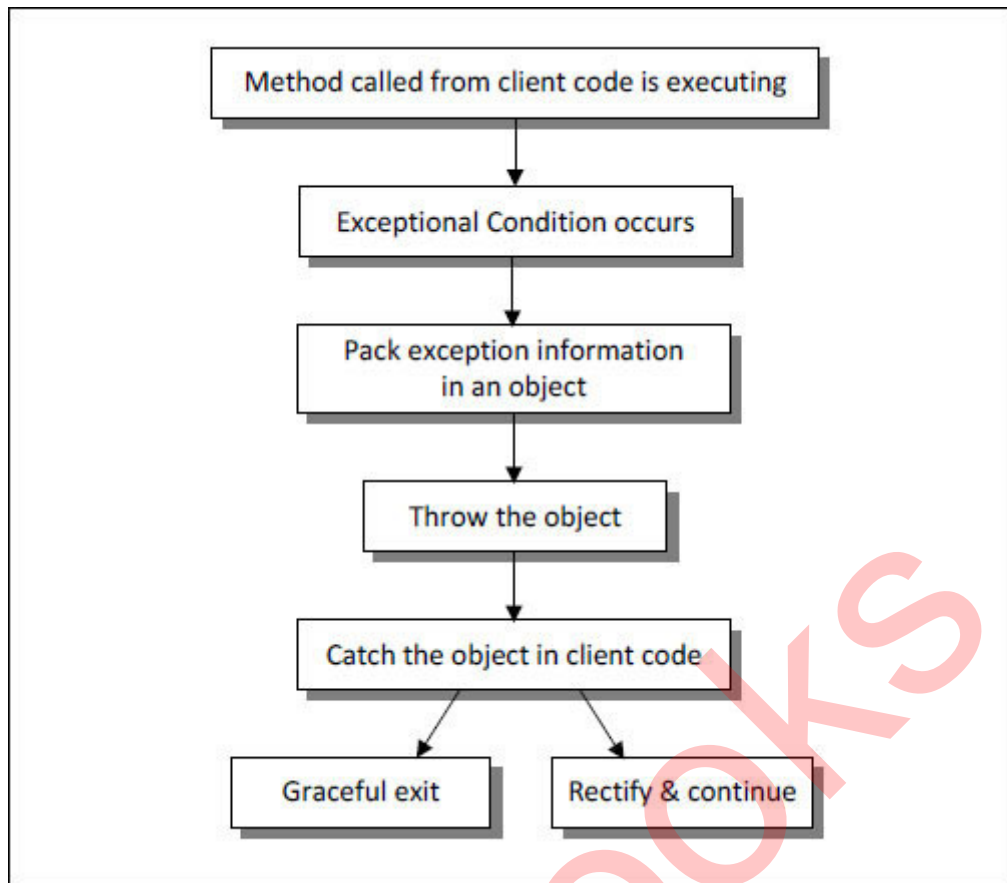 Method called from client code is executing
Exceptional Condition occurs
Pack exception information
in an object
Throw the object
Catch the object in client code
Graceful exit
Rectify & continue
ooks